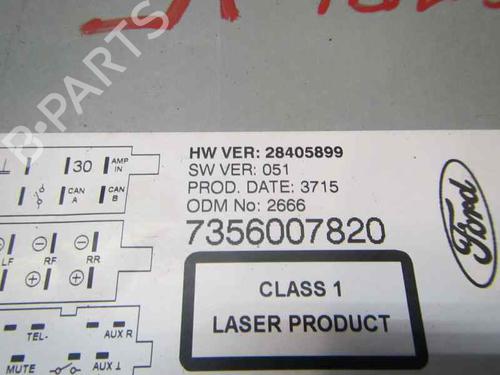 B-PARTS
30
AMP IN
CAN A
CAN B
LF
RF
RR
TEL-
AUX R
MUTE
AUX
HW VER: 28405899
SW VER: 051
PROD. DATE: 3715
ODM No: 2666
7356007820
CLASS 1
LASER PRODUCT
Ford